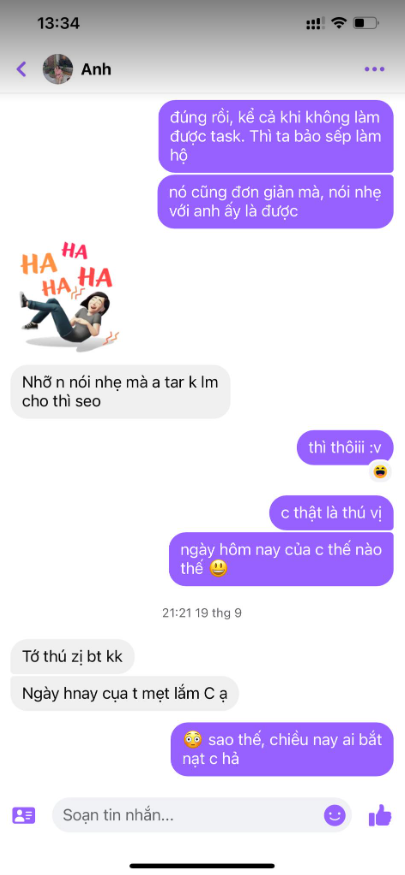 13:34
Anh
đúng rồi, kể cả khi không làm
được task. Thì ta bảo sếp làm
hộ
nó cũng đơn giản mà, nói nhẹ
với anh ấy là được
HA HA
HA HA
Nhỡ n nói nhẹ mà a tar k lm
cho thì seo
thì thôiii :v
c thật là thú vị
ngày hôm nay của c thế nào
thế 😃
21:21 19 thg 9
Tớ thú zị bt kk
Ngày hnay cụa t mẹt lắm C ạ
😳 sao thế, chiều nay ai bắt
nạt c hả
Soạn tin nhắn...